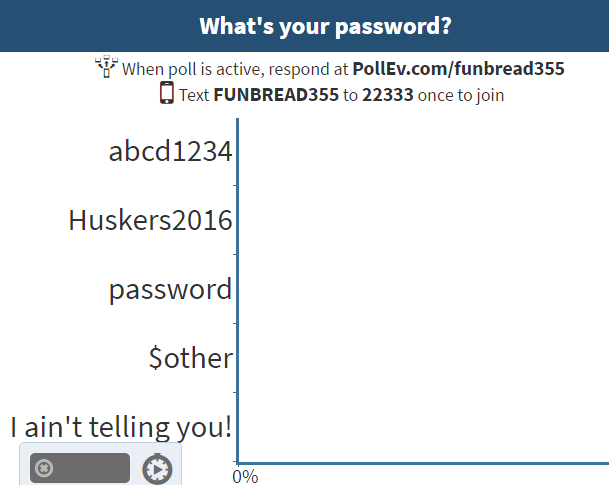 What's your password?
When poll is active, respond at PollEv.com/funbread355
Text FUNBREAD355 to 22333 once to join
abcd1234
Huskers2016
password
$other
I ain't telling you!
0%